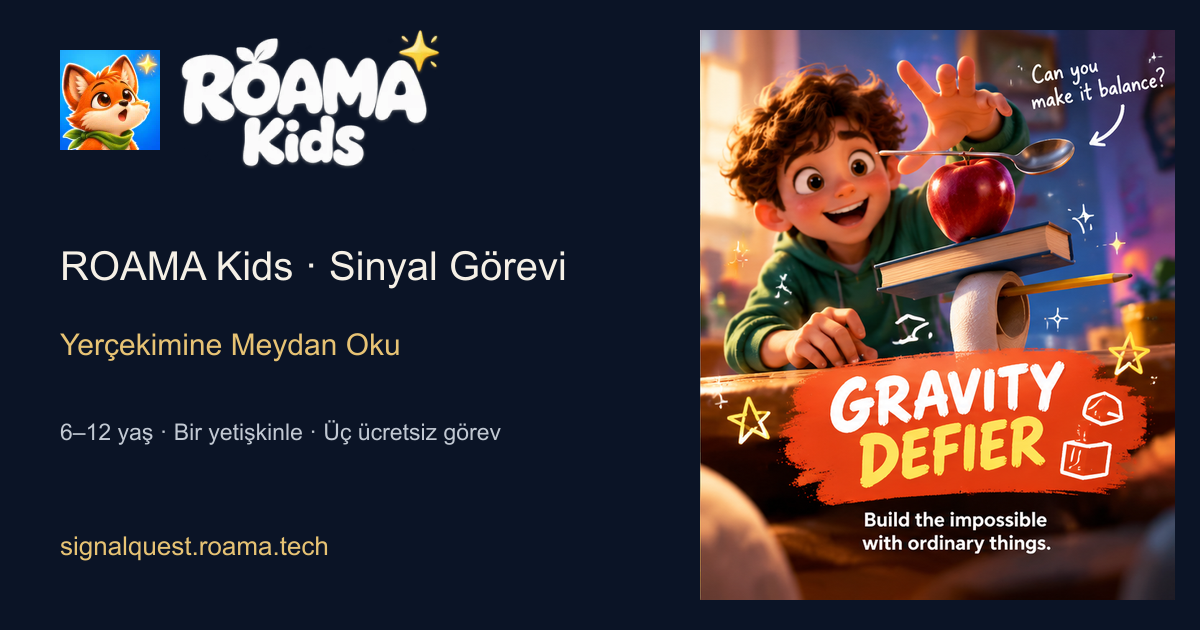 ROAMA
Kids
ROAMA Kids · Sinyal Görevi
Yerçekimine Meydan Oku
6–12 yaş · Bir yetişkinle · Üç ücretsiz görev
signalquest.roama.tech
Can you
make it balance?
GRAVITY
DEFIER
Build the impossible
with ordinary things.